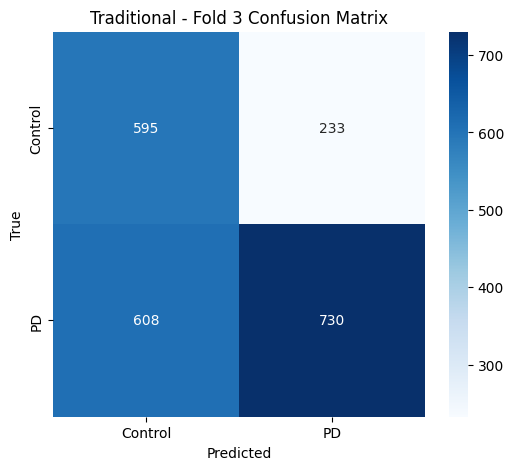 Traditional - Fold 3 Confusion Matrix
True
Control
PD
595
233
608
730
Control
PD
Predicted
700
600
500
400
300